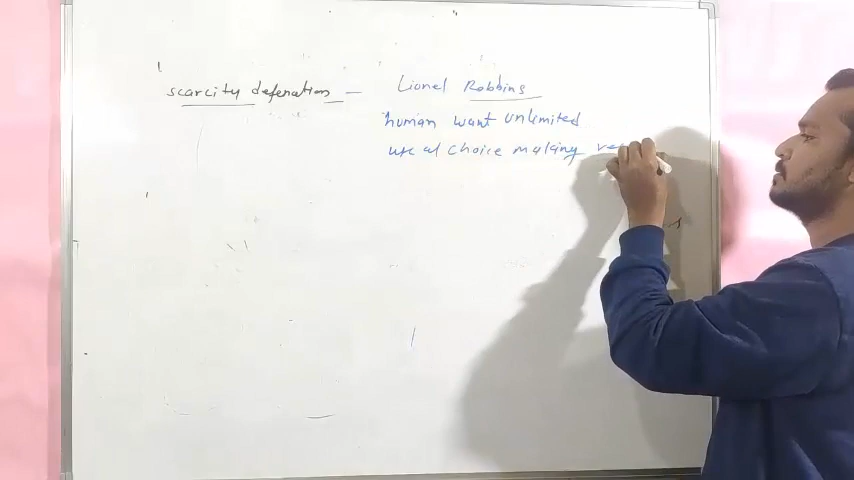 scarcity defenation — Lionel Robbins
human want unlimited
use of choice making